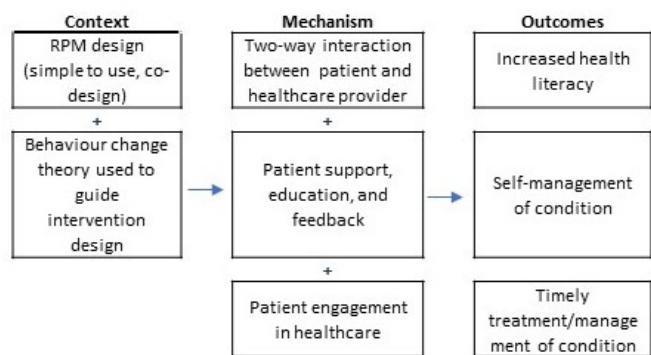 Context
RPM design
(simple to use, co-
design)
+
Behaviour change
theory used to
guide
intervention
design
Mechanism
Two-way interaction
between patient and
healthcare provider
+
Patient support,
education, and
feedback
+
Patient engagement
in healthcare
Outcomes
Increased health
literacy
Self-management
of condition
Timely
treatment/manage
ment of condition